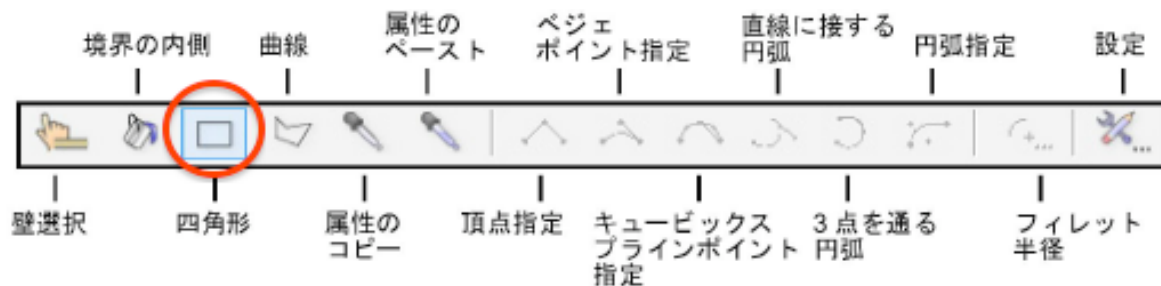 境界の内側
曲線
属性の
ペースト
ベジェ
ポイント指定
直線に接する
円弧
円弧指定
設定
壁選択
四角形
属性の
コピー
頂点指定
キュービックス
プラインポイント
指定
3点を通る
円弧
フィレット
半径